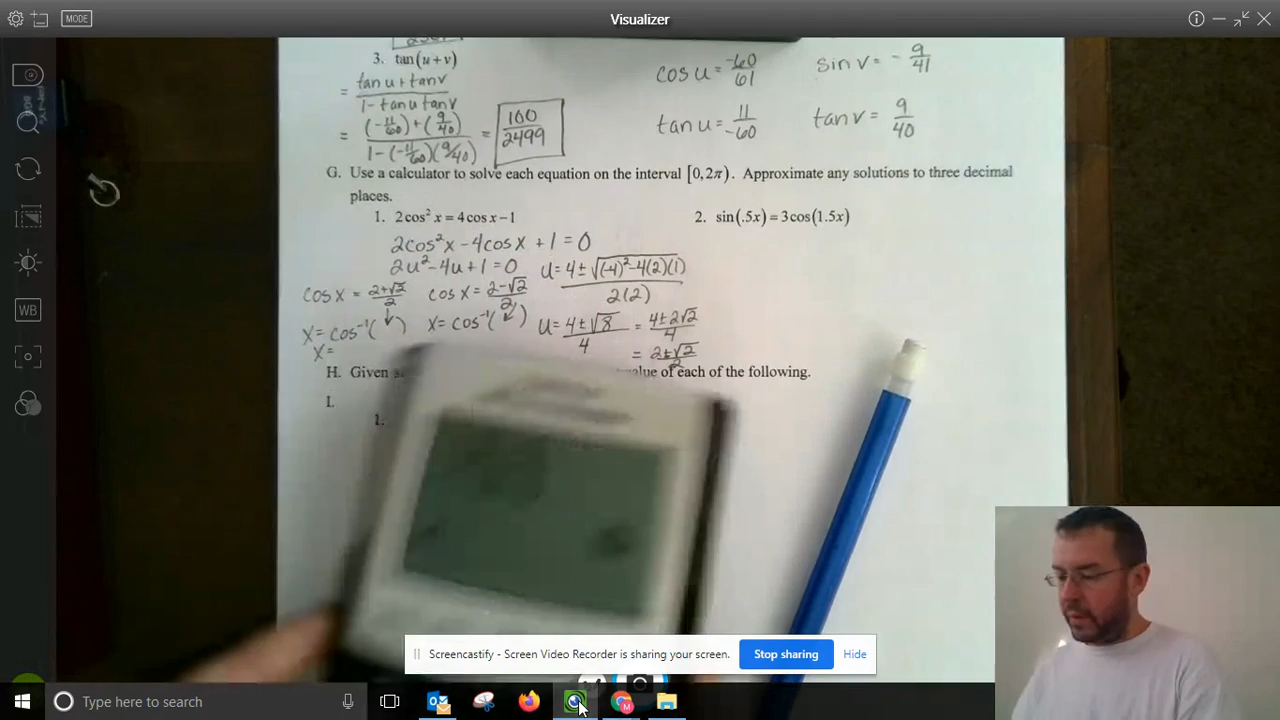 MODE
Visualizer
3. tan(u+v)
= tan u + tan v / 1 - tan u tan v
= (-11/60) + (9/40) / 1 - (-11/60)(9/40) = 100/2499
cos u = -60/61
sin v = - 9/41
tan u = 11/-60
tan v = 9/40
G. Use a calculator to solve each equation on the interval [0, 2π). Approximate any solutions to three decimal
places.
1. 2cos² x = 4cos x − 1
2. sin(.5x) = 3cos(1.5x)
2cos²x - 4cosx + 1 = 0
2u² - 4u + 1 = 0
u = 4 ± √(-4)² - 4(2)(1) / 2(2)
cos x = 2+√2 / 2
cos x = 2-√2 / 2
x = cos⁻¹( )
x = cos⁻¹( )
u = 4 ± √8 / 4 = 4 ± 2√2 / 4
x =
= 2 ± √2 / 2
H. Given value of each of the following.
I.
1.
WB
Screencastify - Screen Video Recorder is sharing your screen.
Stop sharing
Hide
Type here to search